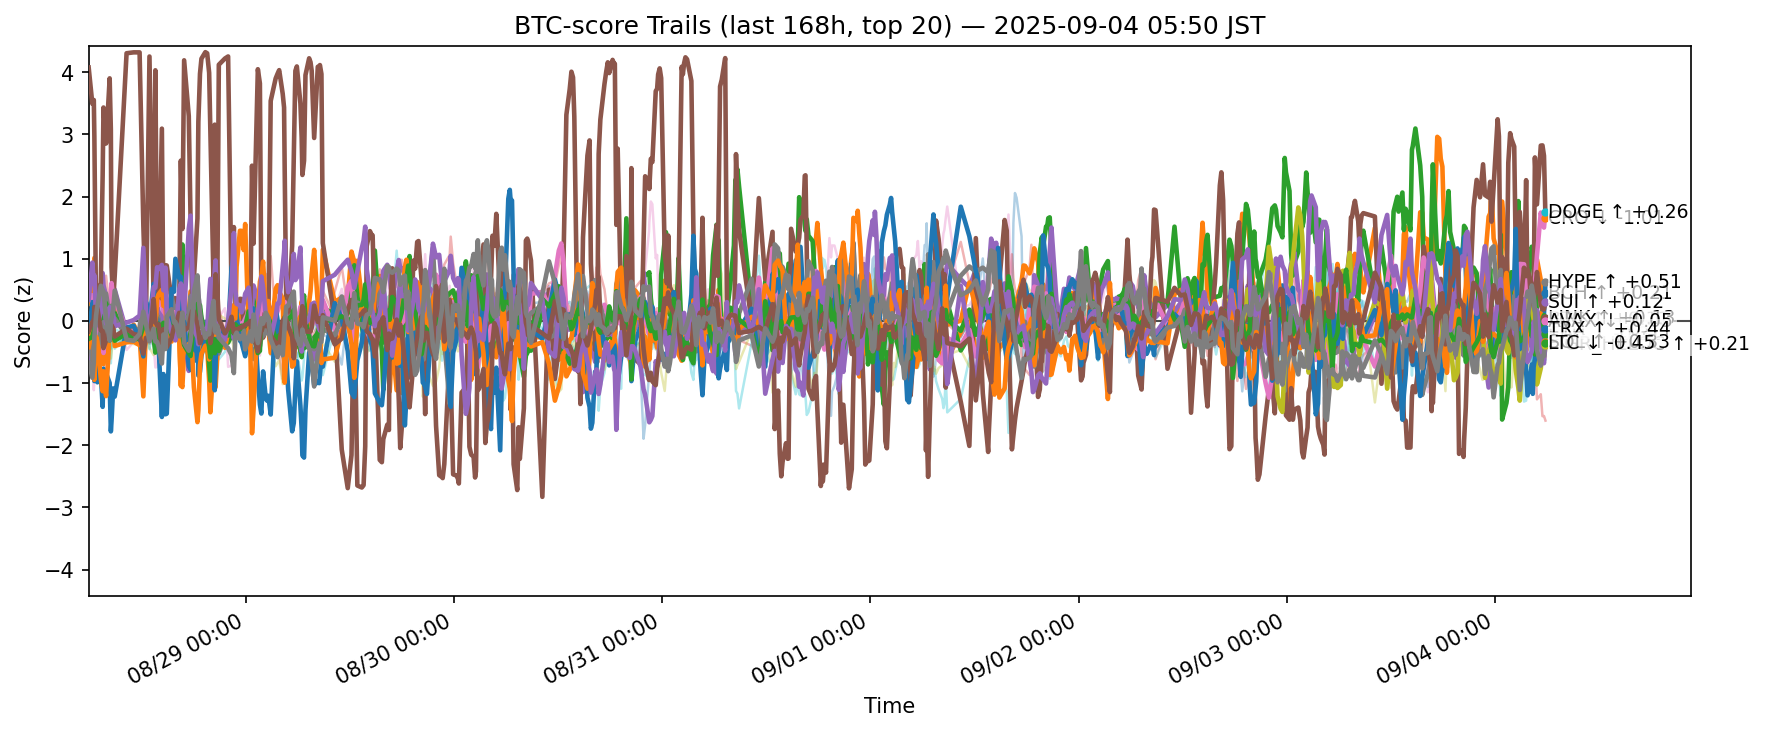 BTC-score Trails (last 168h, top 20) — 2025-09-04 05:50 JST
Score (z)
4
3
2
1
0
−1
−2
−3
−4
DOGE ↑ +0.26
HYPE ↑ +0.51
SUI ↑ +0.12
TRX ↑ +0.44
LTC ↓ -0.45
↑ +0.21
08/29 00:00
08/30 00:00
08/31 00:00
09/01 00:00
09/02 00:00
09/03 00:00
09/04 00:00
Time